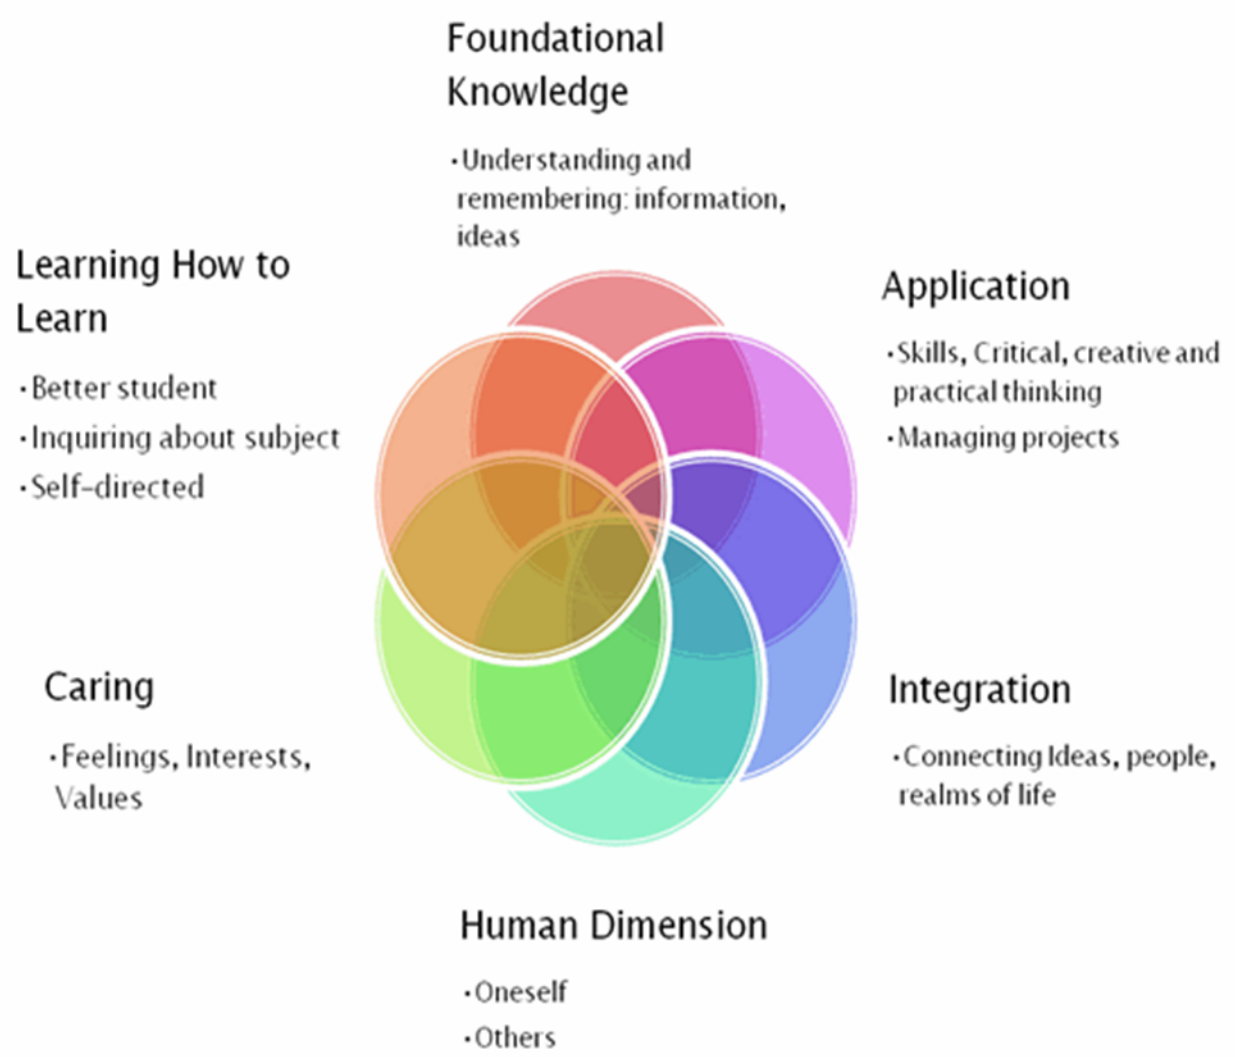 Foundational
Knowledge
·Understanding and
remembering: information,
ideas
Learning How to
Learn
·Better student
·Inquiring about subject
·Self-directed
Application
·Skills, Critical, creative and
practical thinking
·Managing projects
Caring
·Feelings, Interests,
Values
Integration
·Connecting Ideas, people,
realms of life
Human Dimension
·Oneself
·Others